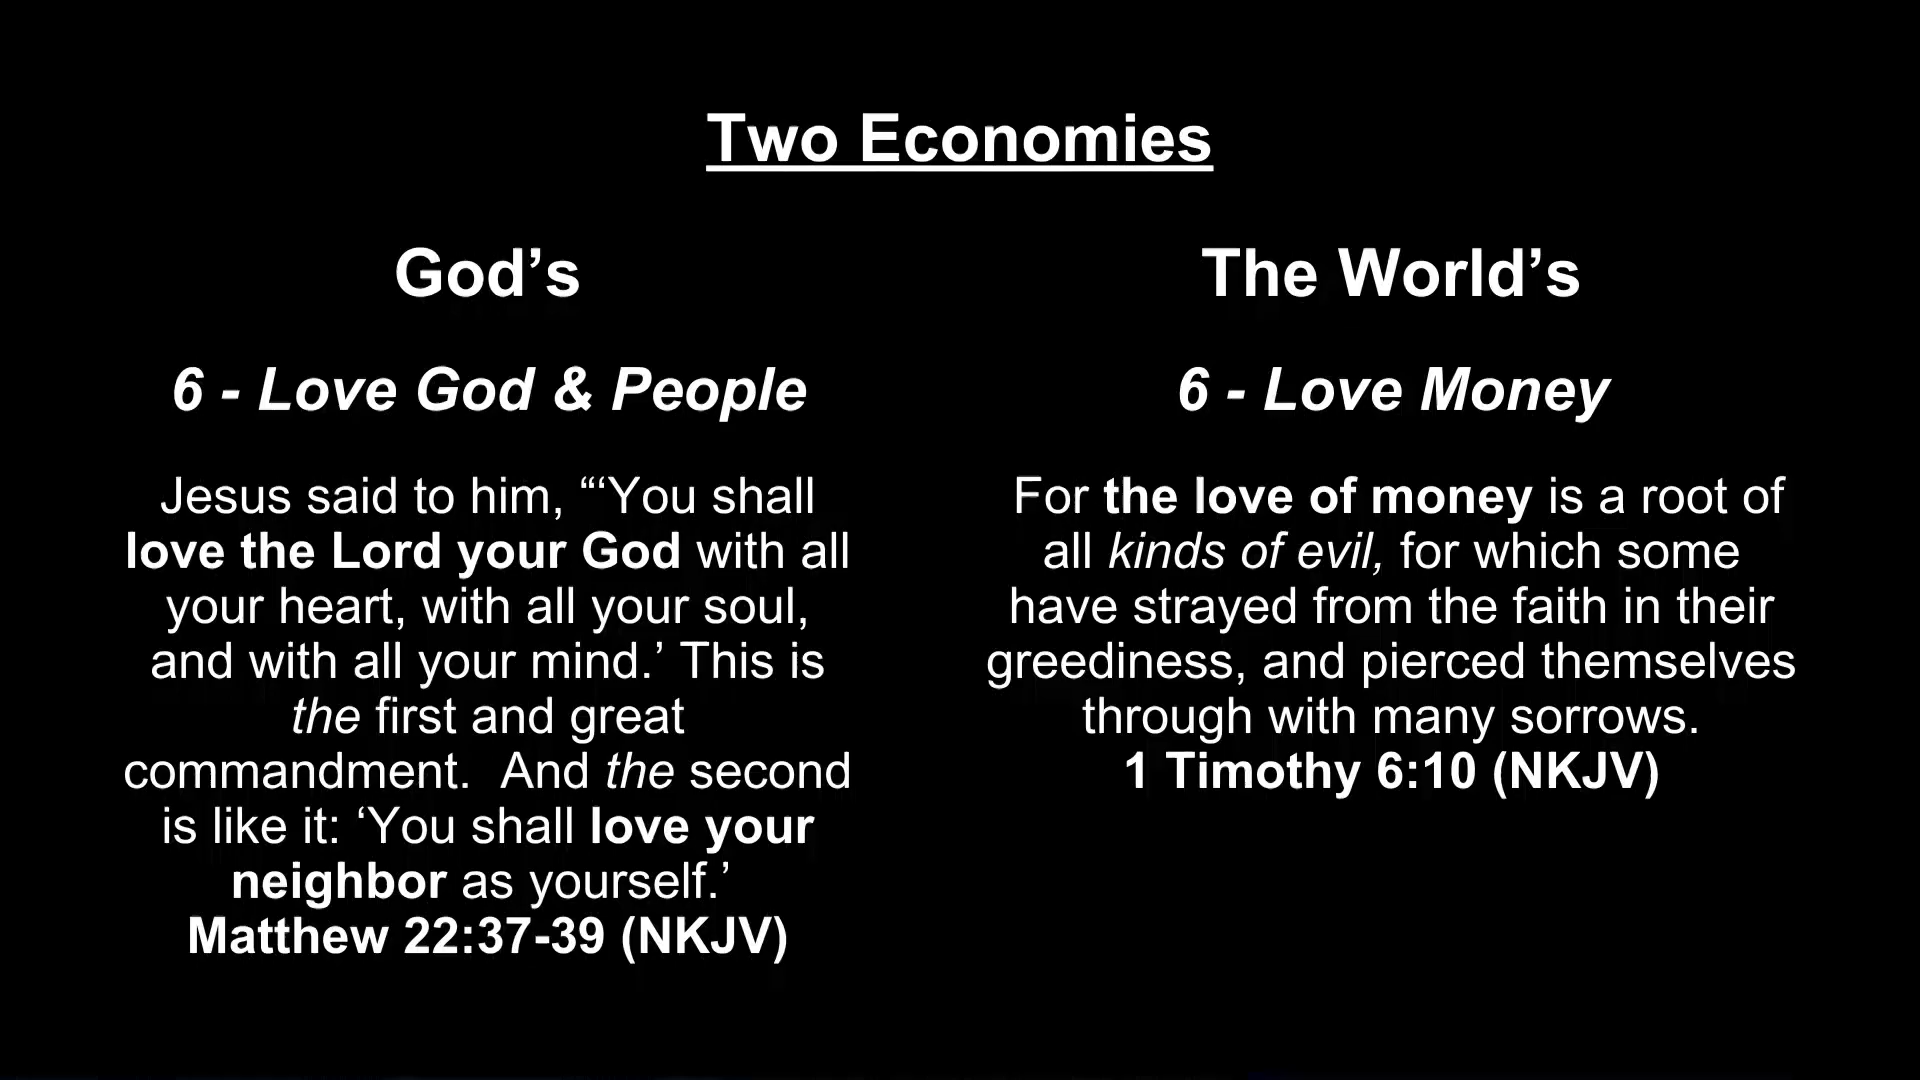 Two Economies
God’s
6 - Love God & People
Jesus said to him, “‘You shall
love the Lord your God with all
your heart, with all your soul,
and with all your mind.’ This is
the first and great
commandment.  And the second
is like it: ‘You shall love your
neighbor as yourself.’
Matthew 22:37-39 (NKJV)
The World’s
6 - Love Money
For the love of money is a root of
all kinds of evil, for which some
have strayed from the faith in their
greediness, and pierced themselves
through with many sorrows.
1 Timothy 6:10 (NKJV)